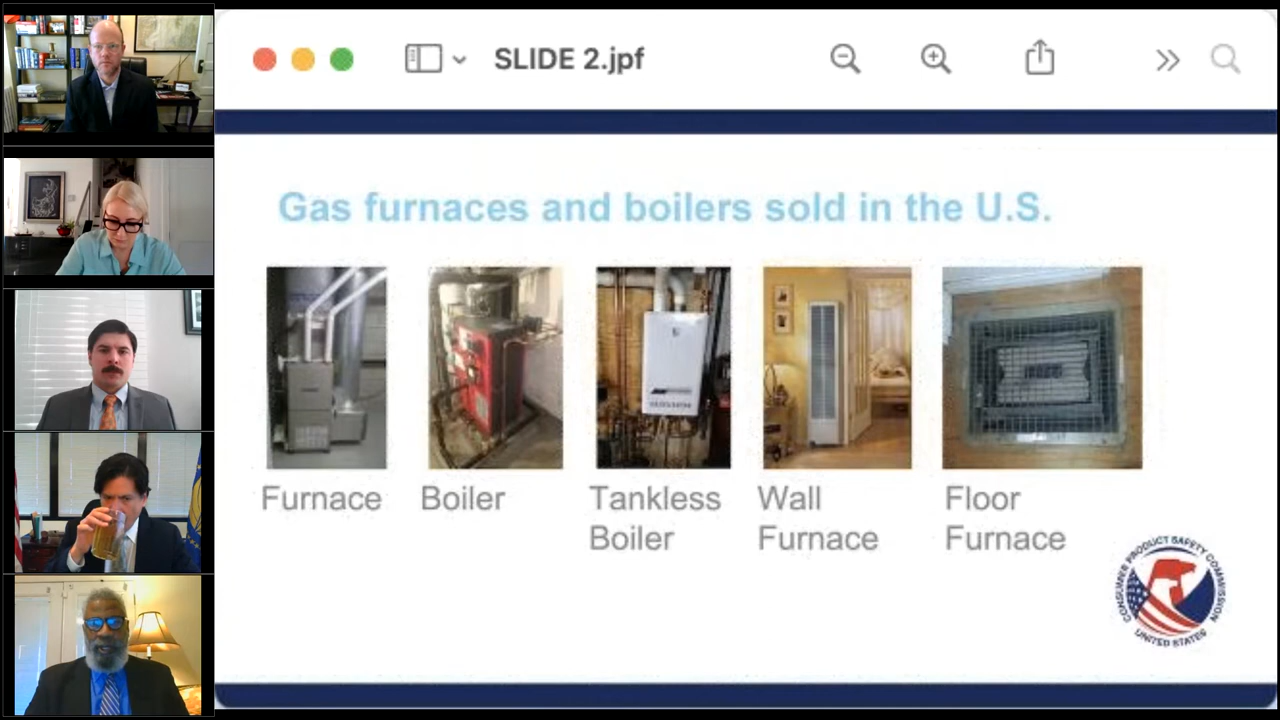 SLIDE 2.jpf
Gas furnaces and boilers sold in the U.S.
Furnace
Boiler
Tankless
Boiler
Wall
Furnace
Floor
Furnace
CONSUMER PRODUCT SAFETY COMMISSION
UNITED STATES